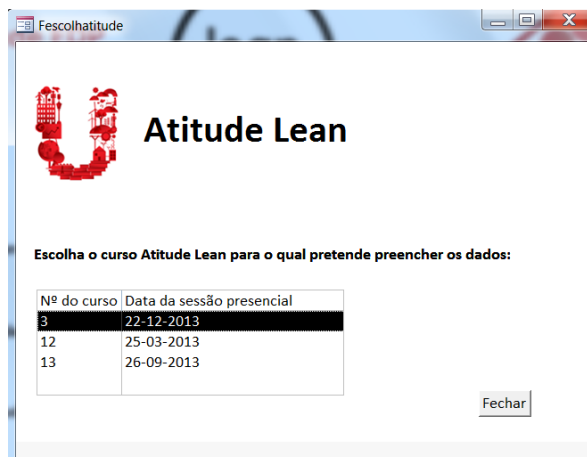 Fescolhatitude
lean
Atitude Lean
Escolha o curso Atitude Lean para o qual pretende preencher os dados:
Nº do curso Data da sessão presencial
3 22-12-2013
12 25-03-2013
13 26-09-2013
Fechar